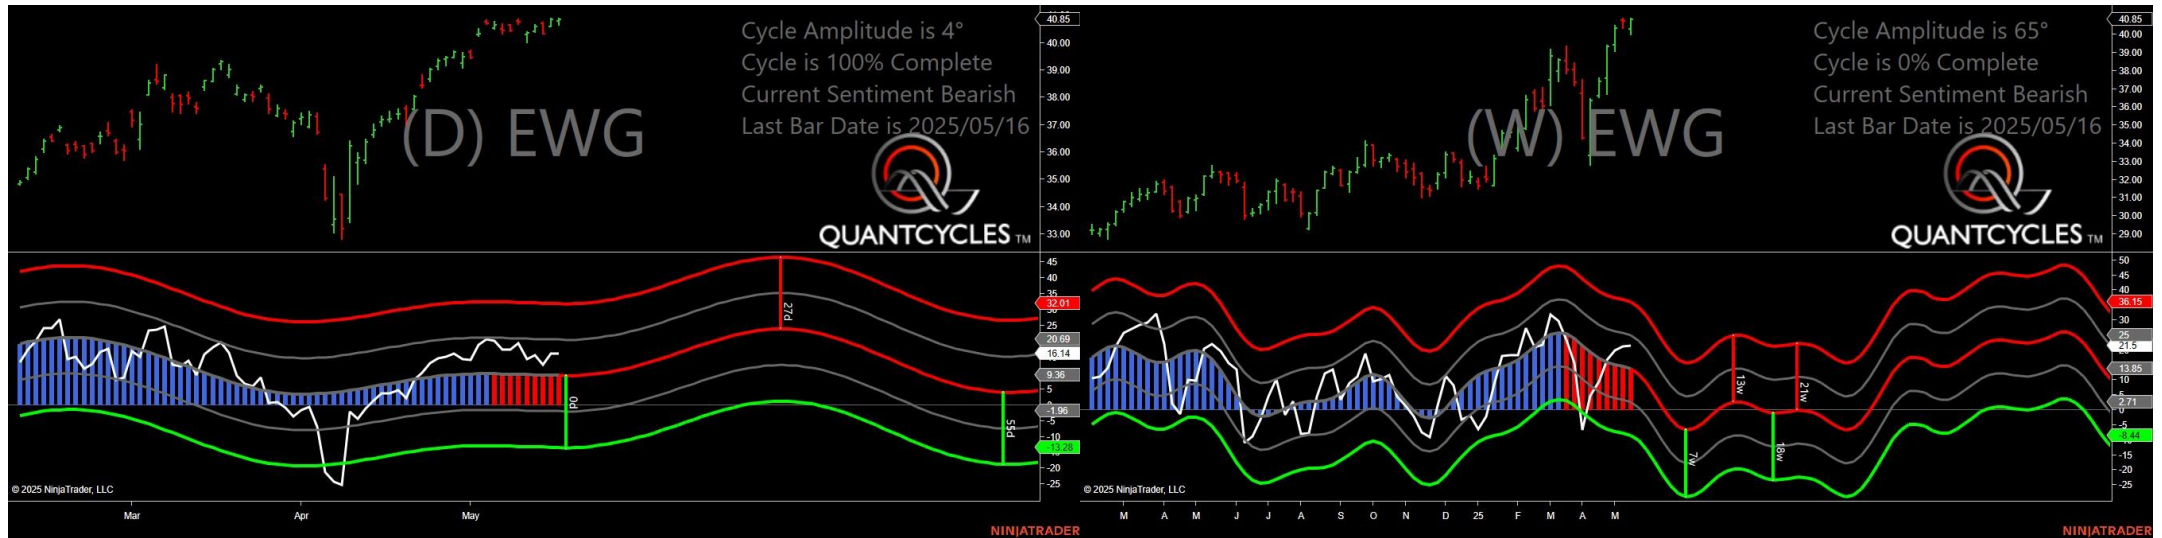 Cycle Amplitude is 4°
Cycle is 100% Complete
Current Sentiment Bearish
Last Bar Date is 2025/05/16
(D) EWG
QUANTCYCLES TM
40.85
40.00
39.00
38.00
37.00
36.00
35.00
34.00
33.00
45
40
35
32.01
25
20.69
16.14
9.36
5
-1.96
-5
-10
-13.28
-20
-25
27d
0d
55d
© 2025 NinjaTrader, LLC
Mar
Apr
May
NINJATRADER
Cycle Amplitude is 65°
Cycle is 0% Complete
Current Sentiment Bearish
Last Bar Date is 2025/05/16
(W) EWG
QUANTCYCLES TM
40.85
40.00
39.00
38.00
37.00
36.00
35.00
34.00
33.00
32.00
31.00
30.00
29.00
50
45
40
36.15
30
25
21.5
13.85
10
2.71
0
-5
-8.44
-15
-20
-25
13w
21w
7w
18w
© 2025 NinjaTrader, LLC
M A M J J A S O N D 25 F M A M
NINJATRADER